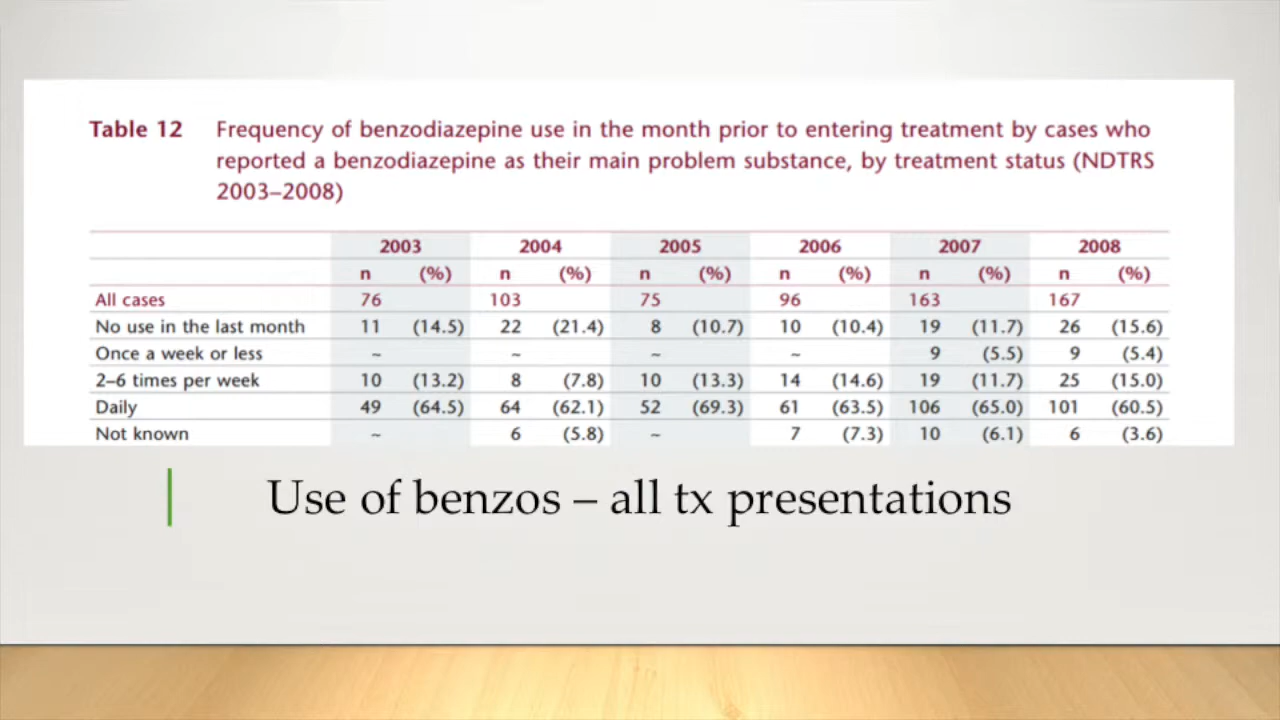 Table 12 Frequency of benzodiazepine use in the month prior to entering treatment by cases who
reported a benzodiazepine as their main problem substance, by treatment status (NDTRS
2003–2008)
2003 2004 2005 2006 2007 2008
n (%) n (%) n (%) n (%) n (%) n (%)
All cases 76 103 75 96 163 167
No use in the last month 11 (14.5) 22 (21.4) 8 (10.7) 10 (10.4) 19 (11.7) 26 (15.6)
Once a week or less ~ ~ ~ ~ 9 (5.5) 9 (5.4)
2–6 times per week 10 (13.2) 8 (7.8) 10 (13.3) 14 (14.6) 19 (11.7) 25 (15.0)
Daily 49 (64.5) 64 (62.1) 52 (69.3) 61 (63.5) 106 (65.0) 101 (60.5)
Not known ~ 6 (5.8) ~ 7 (7.3) 10 (6.1) 6 (3.6)
Use of benzos – all tx presentations